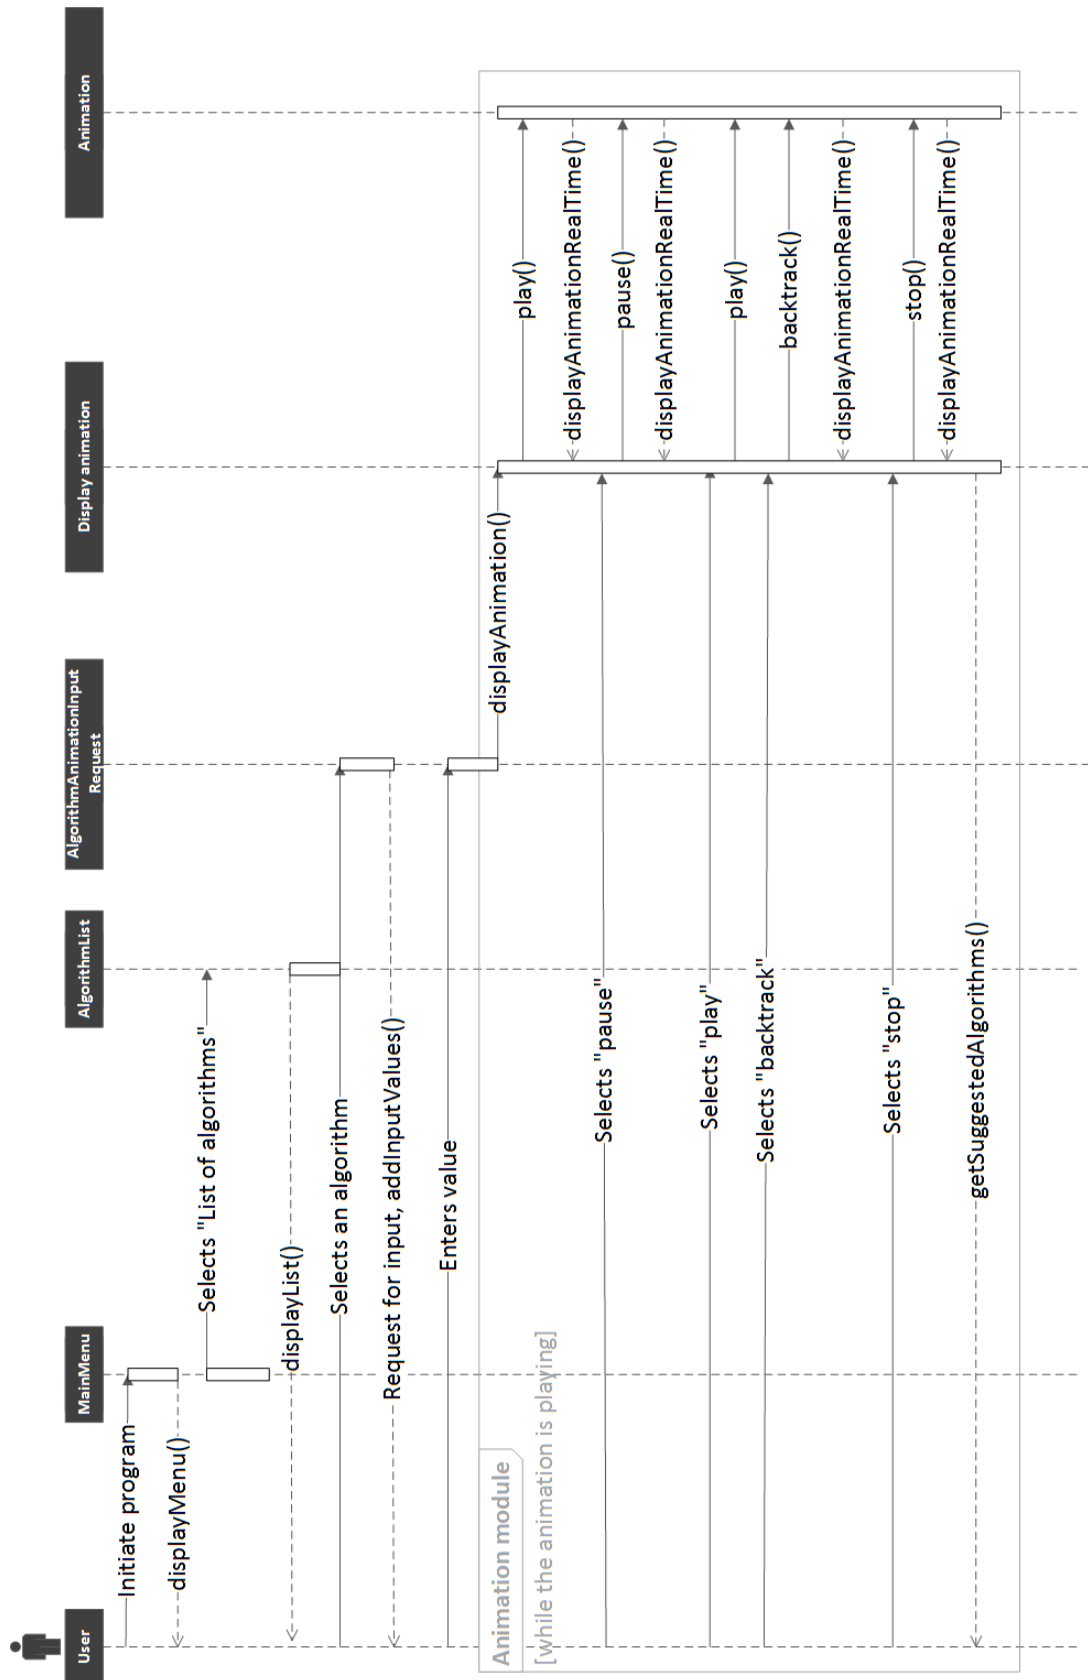 User
MainMenu
AlgorithmList
AlgorithmAnimationInput
Request
Display animation
Animation
Initiate program
displayMenu()
Selects "List of algorithms"
displayList()
Selects an algorithm
Request for input, addInputValues()
Enters value
Animation module
[while the animation is playing]
displayAnimation()
play()
displayAnimationRealTime()
Selects "pause"
pause()
displayAnimationRealTime()
Selects "play"
play()
Selects "backtrack"
backtrack()
displayAnimationRealTime()
Selects "stop"
stop()
displayAnimationRealTime()
getSuggestedAlgorithms()